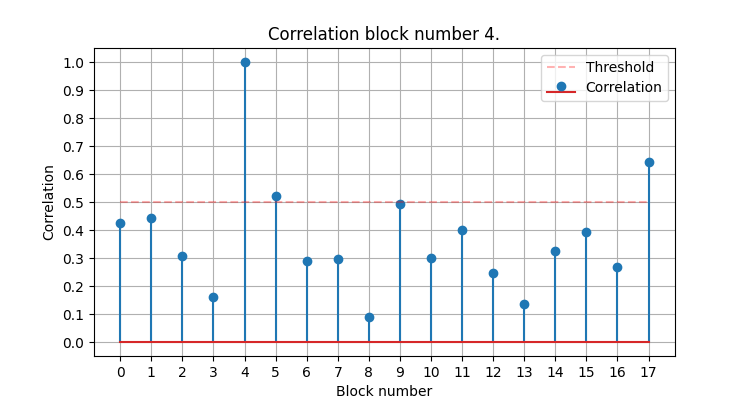 Correlation block number 4.
Threshold
Correlation
Correlation
1.0
0.9
0.8
0.7
0.6
0.5
0.4
0.3
0.2
0.1
0.0
0 1 2 3 4 5 6 7 8 9 10 11 12 13 14 15 16 17
Block number